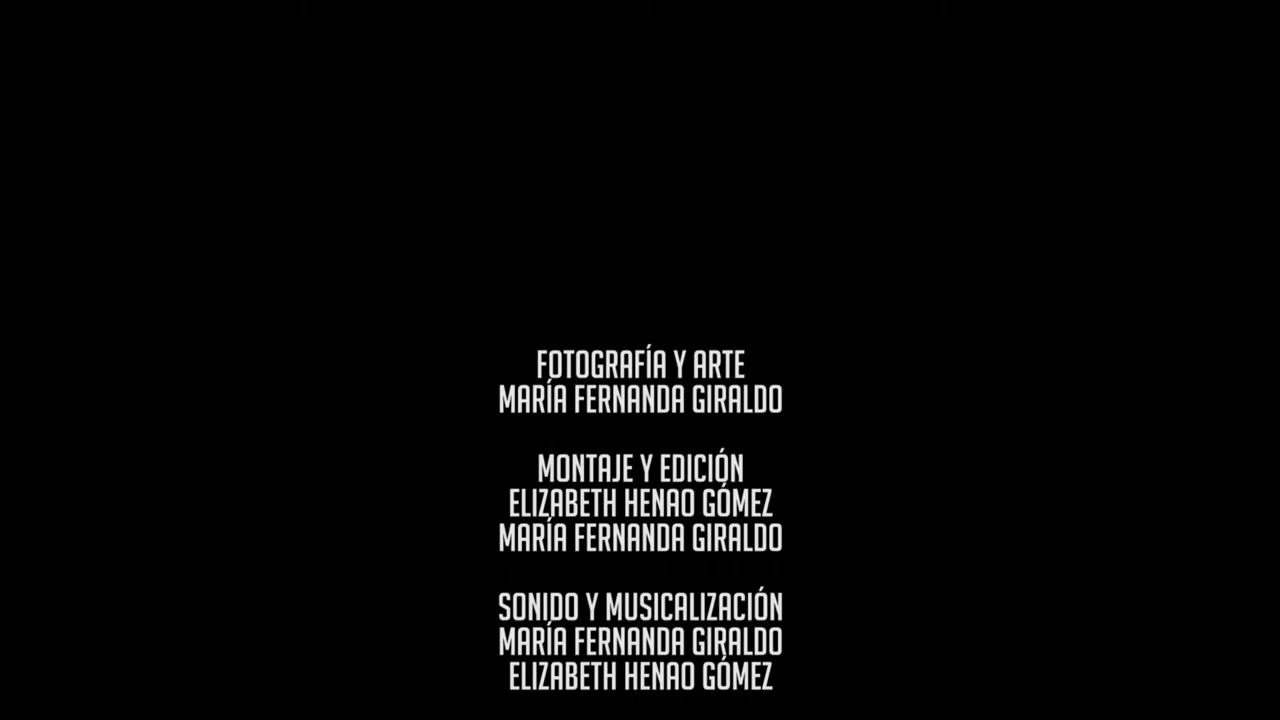 FOTOGRAFÍA Y ARTE
MARÍA FERNANDA GIRALDO
MONTAJE Y EDICIÓN
ELIZABETH HENAO GÓMEZ
MARÍA FERNANDA GIRALDO
SONIDO Y MUSICALIZACIÓN
MARÍA FERNANDA GIRALDO
ELIZABETH HENAO GÓMEZ